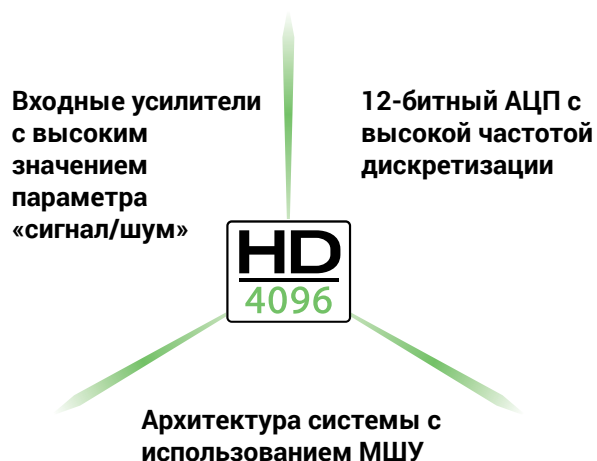 Входные усилители
с высоким
значением
параметра
«сигнал/шум»
12-битный АЦП с
высокой частотой
дискретизации
HD
4096
Архитектура системы с
использованием МШУ